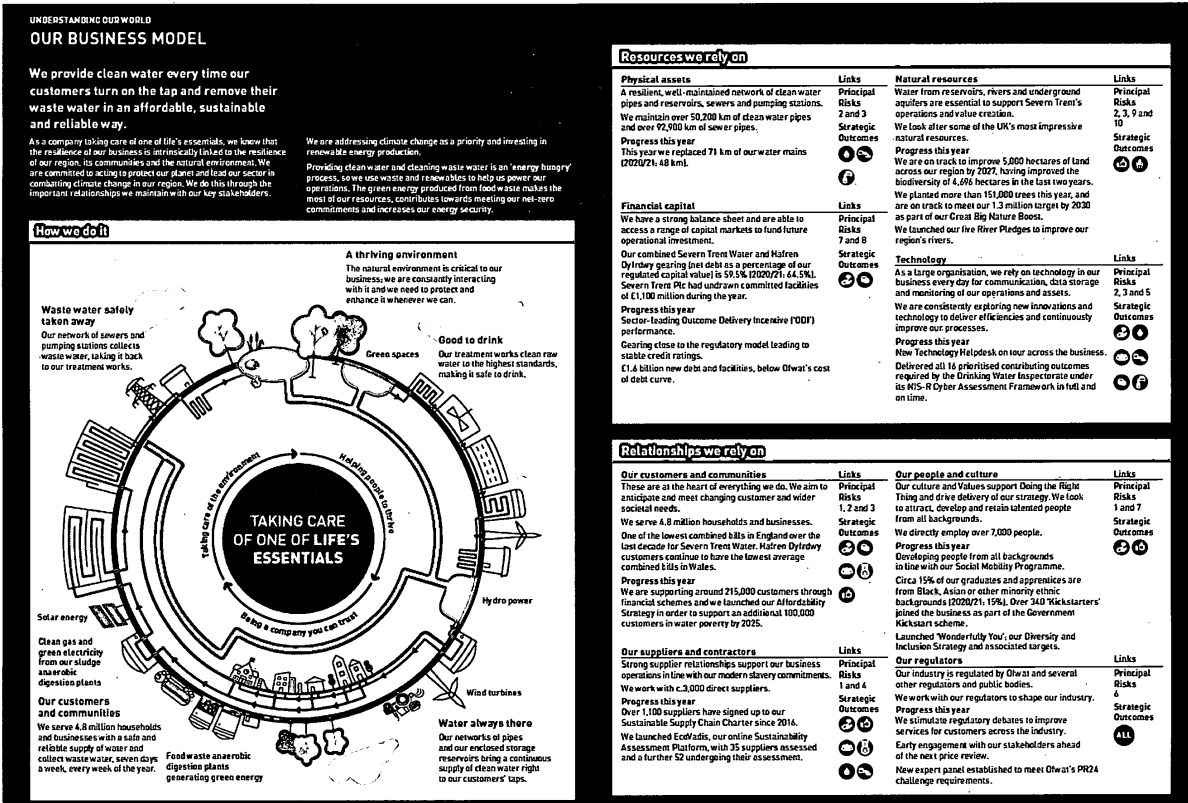 UNDERSTANDING OUR WORLD
OUR BUSINESS MODEL
We provide clean water every time our
customers turn on the tap and remove their
waste water in an affordable, sustainable
and reliable way.
As a company taking care of one of life's essentials, we know that
the resilience of our business is intrinsically linked to the resilience
of our region, its communities and the natural environment. We
are committed to acting to protect our planet and lead our sector in
combatting climate change in our region. We do this through the
important relationships we maintain with our key stakeholders.
We are addressing climate change as a priority and investing in
renewable energy production.
Providing clean water and cleaning waste water is an 'energy hungry'
process, so we use waste and renewables to help us power our
operations. The green energy produced from food waste makes the
most of our resources, contributes towards meeting our net-zero
commitments and increases our energy security.
How we do it
A thriving environment
The natural environment is critical to our
business; we are constantly interacting
with it and we need to protect and
enhance it whenever we can.
Waste water safely
taken away
Our network of sewers and
pumping stations collects
waste water, taking it back
to our treatment works.
Green spaces
Good to drink
Our treatment works clean raw
water to the highest standards,
making it safe to drink.
Taking care of the environment
Helping people to thrive
Being a company you can trust
TAKING CARE
OF ONE OF LIFE'S
ESSENTIALS
Hydro power
Solar energy
Clean gas and
green electricity
from our sludge
anaerobic
digestion plants
Wind turbines
Our customers
and communities
We serve 4.8 million households
and businesses with a safe and
reliable supply of water and
collect waste water, seven days
a week, every week of the year.
Food waste anaerobic
digestion plants
generating green energy
Water always there
Our networks of pipes
and our enclosed storage
reservoirs bring a continuous
supply of clean water right
to our customers' taps.
Resources we rely on
Physical assets
A resilient, well-maintained network of clean water
pipes and reservoirs, sewers and pumping stations.
We maintain over 50,200 km of clean water pipes
and over 92,900 km of sewer pipes.
Progress this year
This year we replaced 71 km of our water mains
(2020/21: 48 km).
Links
Principal
Risks
2 and 3
Strategic
Outcomes
Financial capital
We have a strong balance sheet and are able to
access a range of capital markets to fund future
operational investment.
Our combined Severn Trent Water and Hafren
Dyfrdwy gearing (net debt as a percentage of our
regulated capital value) is 59.5% (2020/21: 64.5%).
Severn Trent Plc had undrawn committed facilities
of £1,100 million during the year.
Progress this year
Sector-leading Outcome Delivery Incentive ('ODI')
performance.
Gearing close to the regulatory model leading to
stable credit ratings.
£1.6 billion new debt and facilities, below Ofwat's cost
of debt curve.
Links
Principal
Risks
7 and 8
Strategic
Outcomes
Natural resources
Water from reservoirs, rivers and underground
aquifers are essential to support Severn Trent's
operations and value creation.
We look after some of the UK's most impressive
natural resources.
Progress this year
We are on track to improve 5,000 hectares of land
across our region by 2027, having improved the
biodiversity of 4,696 hectares in the last two years.
We planted more than 151,000 trees this year, and
are on track to meet our 1.3 million target by 2030
as part of our Great Big Nature Boost.
We launched our five River Pledges to improve our
region's rivers.
Links
Principal
Risks
2, 3, 9 and
10
Strategic
Outcomes
Technology
As a large organisation, we rely on technology in our
business every day for communication, data storage
and monitoring of our operations and assets.
We are consistently exploring new innovations and
technology to deliver efficiencies and continuously
improve our processes.
Progress this year
New Technology Helpdesk on tour across the business.
Delivered all 16 prioritised contributing outcomes
required by the Drinking Water Inspectorate under
its NIS-R Cyber Assessment Framework in full and
on time.
Links
Principal
Risks
2, 3 and 5
Strategic
Outcomes
Relationships we rely on
Our customers and communities
These are at the heart of everything we do. We aim to
anticipate and meet changing customer and wider
societal needs.
We serve 4.8 million households and businesses.
One of the lowest combined bills in England over the
last decade for Severn Trent Water. Hafren Dyfrdwy
customers continue to have the lowest average
combined bills in Wales.
Progress this year
We are supporting around 215,000 customers through
financial schemes and we launched our Affordability
Strategy in order to support an additional 100,000
customers in water poverty by 2025.
Links
Principal
Risks
1, 2 and 3
Strategic
Outcomes
Our suppliers and contractors
Strong supplier relationships support our business
operations in line with our modern slavery commitments.
We work with c.3,000 direct suppliers.
Progress this year
Over 1,100 suppliers have signed up to our
Sustainable Supply Chain Charter since 2016.
We launched EcoVadis, our online Sustainability
Assessment Platform, with 35 suppliers assessed
and a further 52 undergoing their assessment.
Links
Principal
Risks
1 and 4
Strategic
Outcomes
Our people and culture
Our culture and Values support Doing the Right
Thing and drive delivery of our strategy. We look
to attract, develop and retain talented people
from all backgrounds.
We directly employ over 7,000 people.
Progress this year
Developing people from all backgrounds
in line with our Social Mobility Programme.
Circa 15% of our graduates and apprentices are
from Black, Asian or other minority ethnic
backgrounds (2020/21: 15%). Over 340 'Kickstarters'
joined the business as part of the Government
Kickstart scheme.
Launched 'Wonderfully You'; our Diversity and
Inclusion Strategy and associated targets.
Links
Principal
Risks
1 and 7
Strategic
Outcomes
Our regulators
Our industry is regulated by Ofwat and several
other regulators and public bodies.
We work with our regulators to shape our industry.
Progress this year
We stimulate regulatory debates to improve
services for customers across the industry.
Early engagement with our stakeholders ahead
of the next price review.
New expert panel established to meet Ofwat's PR24
challenge requirements.
Links
Principal
Risks
6
Strategic
Outcomes
ALL